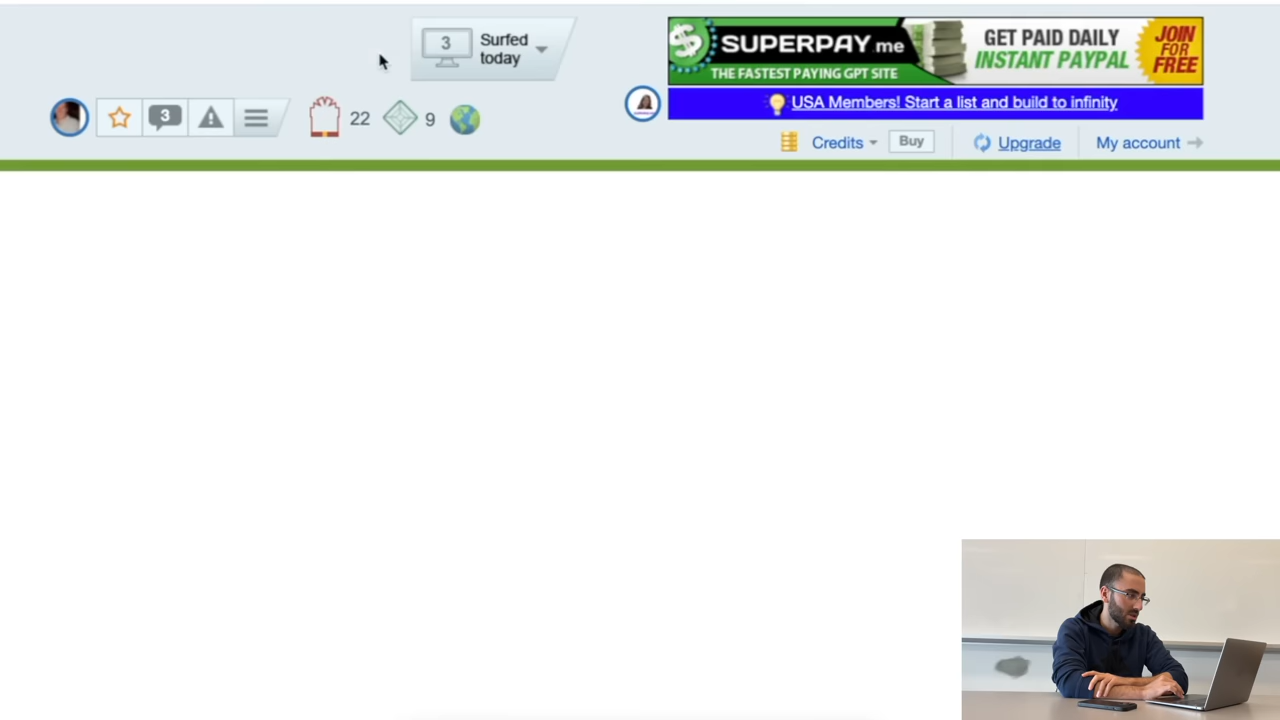 3
Surfed
today
SUPERPAY.me
THE FASTEST PAYING GPT SITE
GET PAID DAILY
INSTANT PAYPAL
JOIN
FOR
FREE
3
22
9
USA Members! Start a list and build to infinity
Credits
Buy
Upgrade
My account